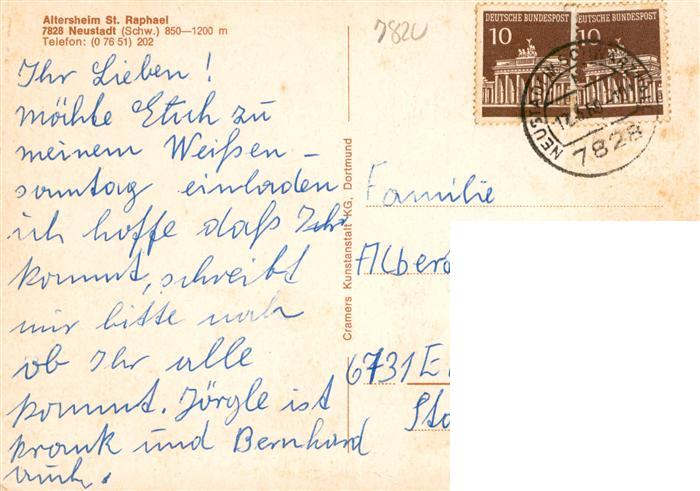 Altersheim St. Raphael
7828 Neustadt (Schw.) 850—1200 m
Telefon: (0 76 51) 202
7820
DEUTSCHE BUNDESPOST
10
DEUTSCHE BUNDESPOST
10
7828
Ihr Lieben!
möchte Euch zu
meinem Weißen-
sonntag einladen
ich hoffe daß Ihr
kommt, schreibt
mir bitte noch
ob Ihr alle
kommt. Jörgle ist
krank und Bernhard
auch.
Cramers Kunstanstalt KG, Dortmund
Familie
Albero
6731 E
Sta